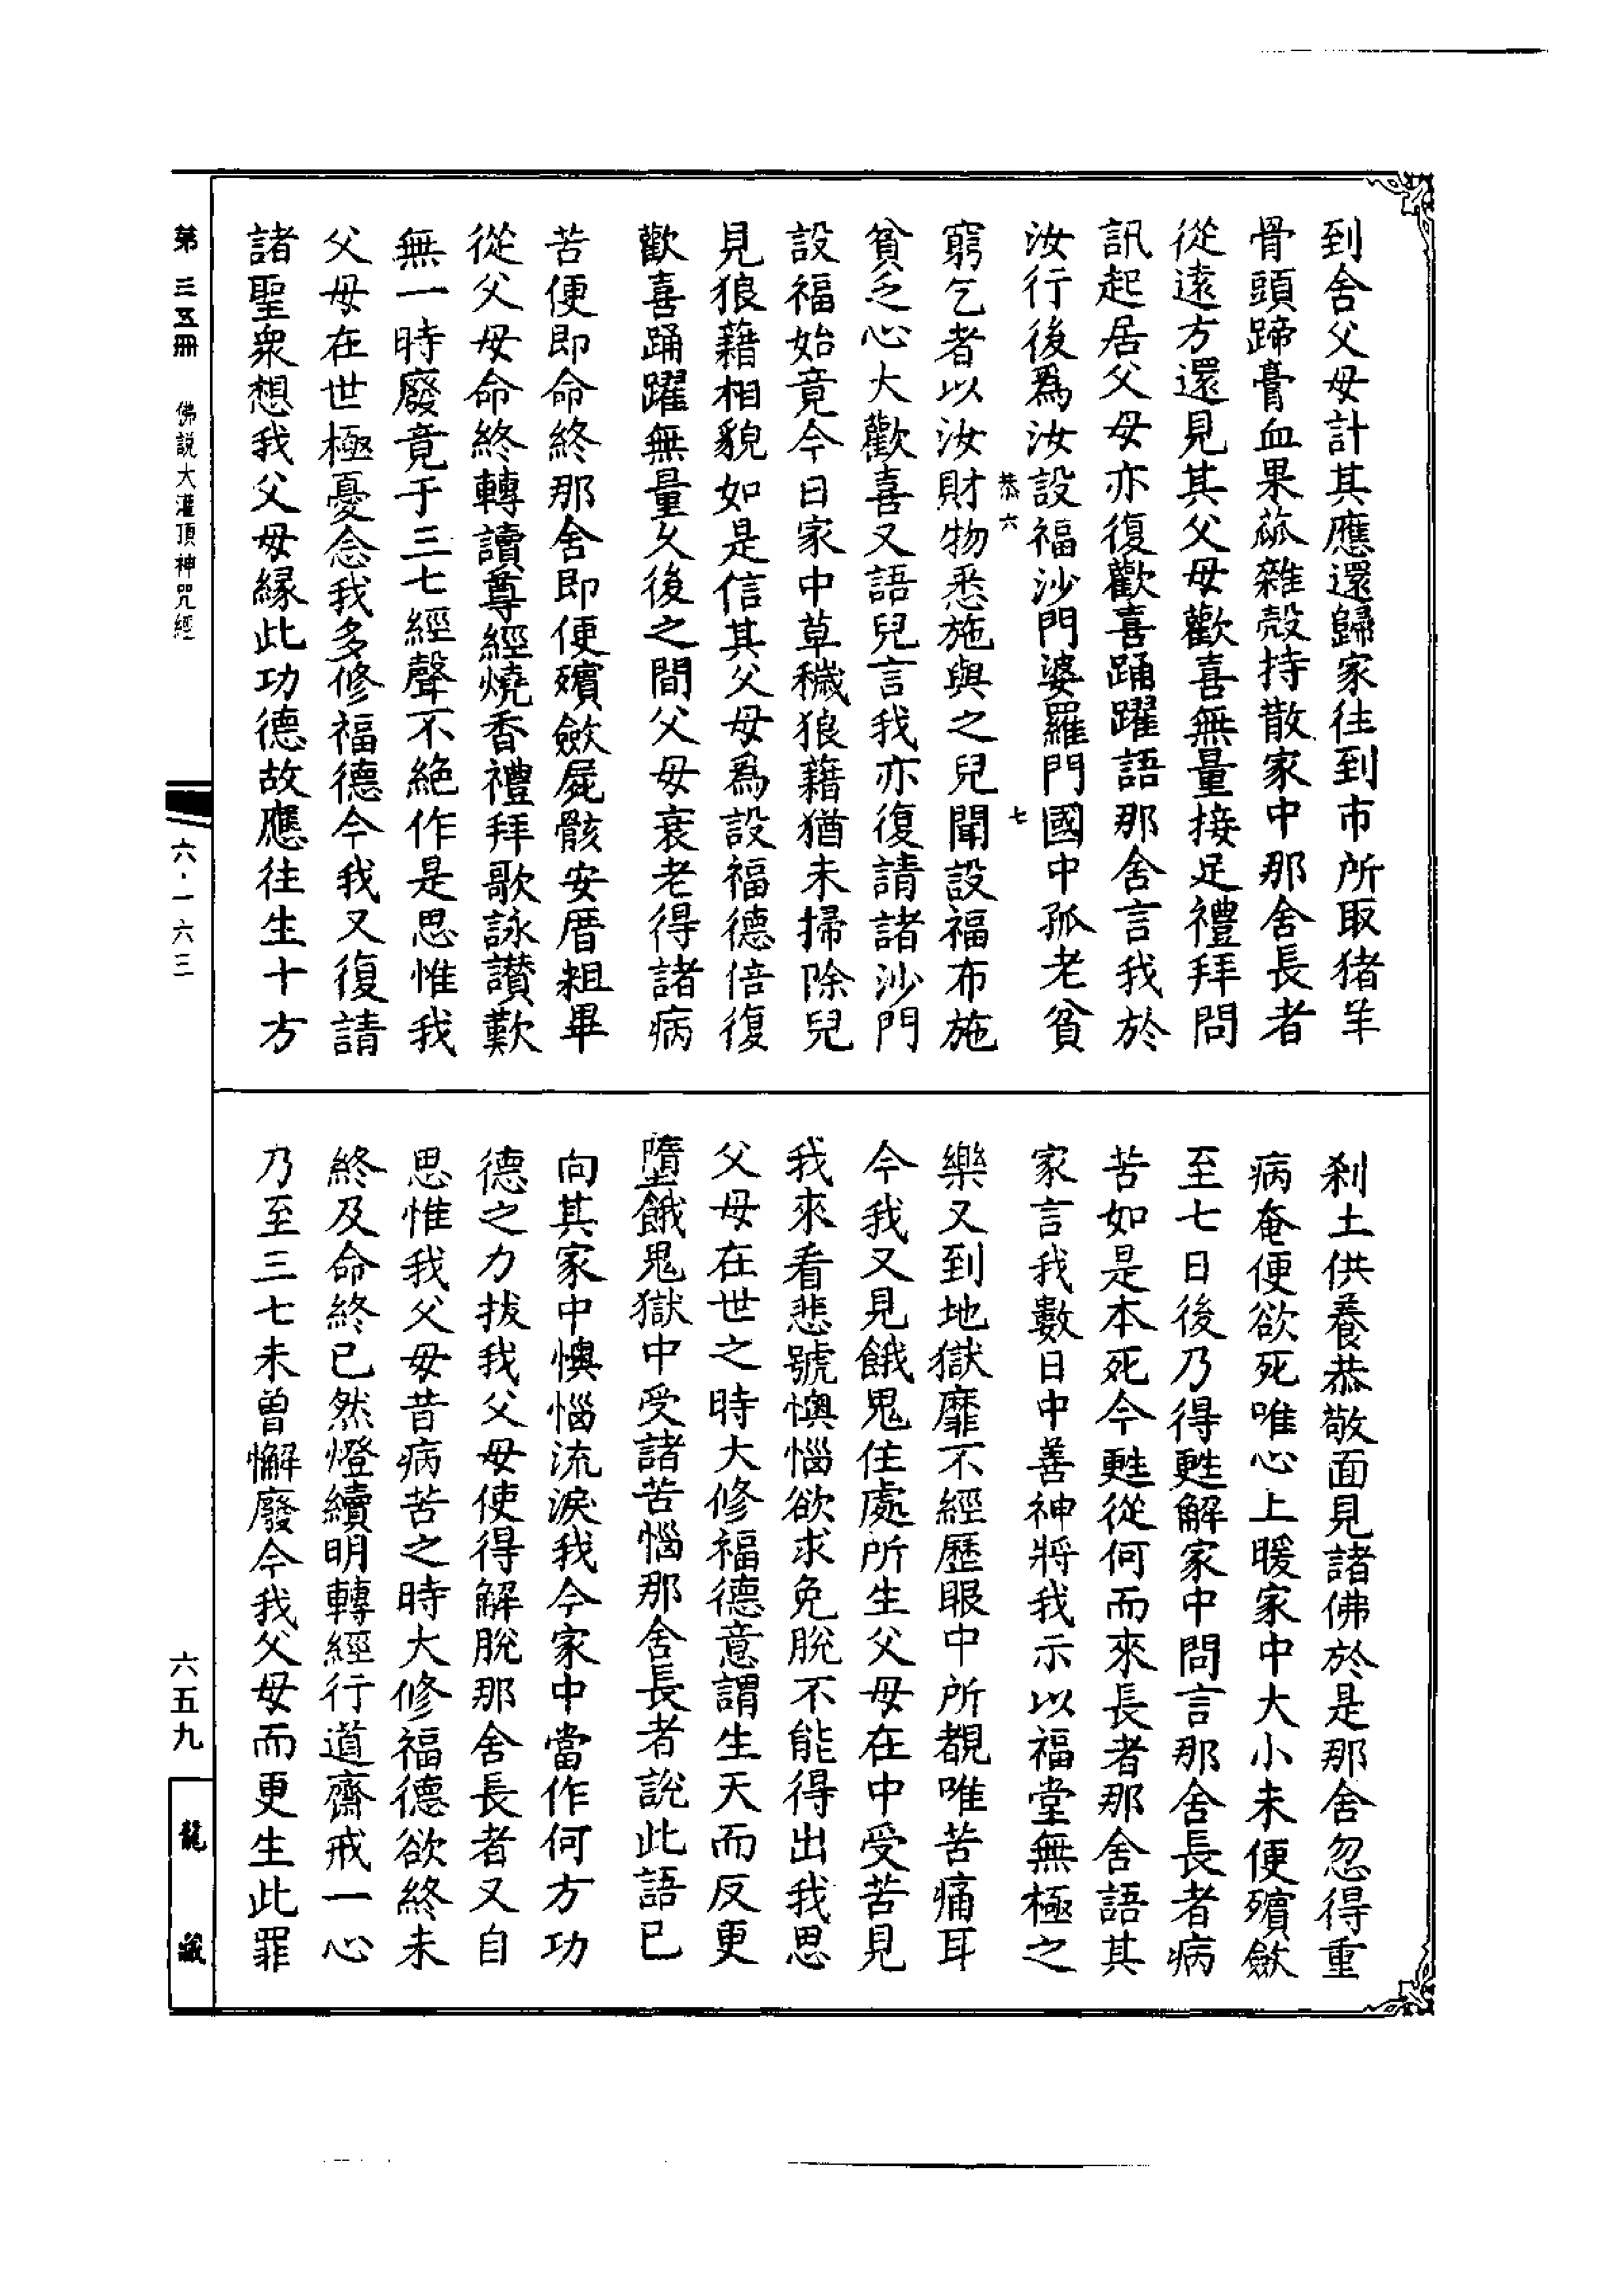 到舍父母計其應還歸家往到市所取猪羊
骨頭蹄膏血果蓏雜殼持散家中那舍長者
從遠方還見其父母歡喜無量接足禮拜問
訊起居父母亦復歡喜踊躍語那舍言我於
汝行後爲汝設福沙門婆羅門國中孤老貧
恭六 七
窮乞者以汝財物悉施與之兒聞設福布施
貧乏心大歡喜又語兒言我亦復請諸沙門
設福始竟今日家中草穢狼藉猶未掃除兒
見狼藉相貌如是信其父母爲設福德倍復
歡喜踊躍無量久後之間父母衰老得諸病
苦便即命終那舍即便殯斂屍骸安厝粗畢
從父母命終轉讀尊經燒香禮拜歌詠讃歎
無一時廢竟于三七經聲不絶作是思惟我
父母在世極憂念我多修福德今我又復請
諸聖衆想我父母縁此功德故應往生十方
刹土供養恭敬面見諸佛於是那舍忽得重
病奄便欲死唯心上暖家中大小未便殯斂
至七日後乃得甦解家中問言那舍長者病
苦如是本死今甦從何而來長者那舍語其
家言我數日中善神將我示以福堂無極之
樂又到地獄靡不經歷眼中所覩唯苦痛耳
今我又見餓鬼住處所生父母在中受苦見
我來看悲號懊惱欲求免脫不能得出我思
父母在世之時大修福德意謂生天而反更
墮餓鬼獄中受諸苦惱那舍長者說此語已
向其家中懊惱流淚我今家中當作何方功
德之力拔我父母使得解脫那舍長者又自
思惟我父母昔病苦之時大修福德欲終未
終及命終已然燈續明轉經行道齋戒一心
乃至三七未曾懈廢今我父母而更生此罪
第三五冊 佛説大灌頂神咒經
六·一六三
六五九
龍藏